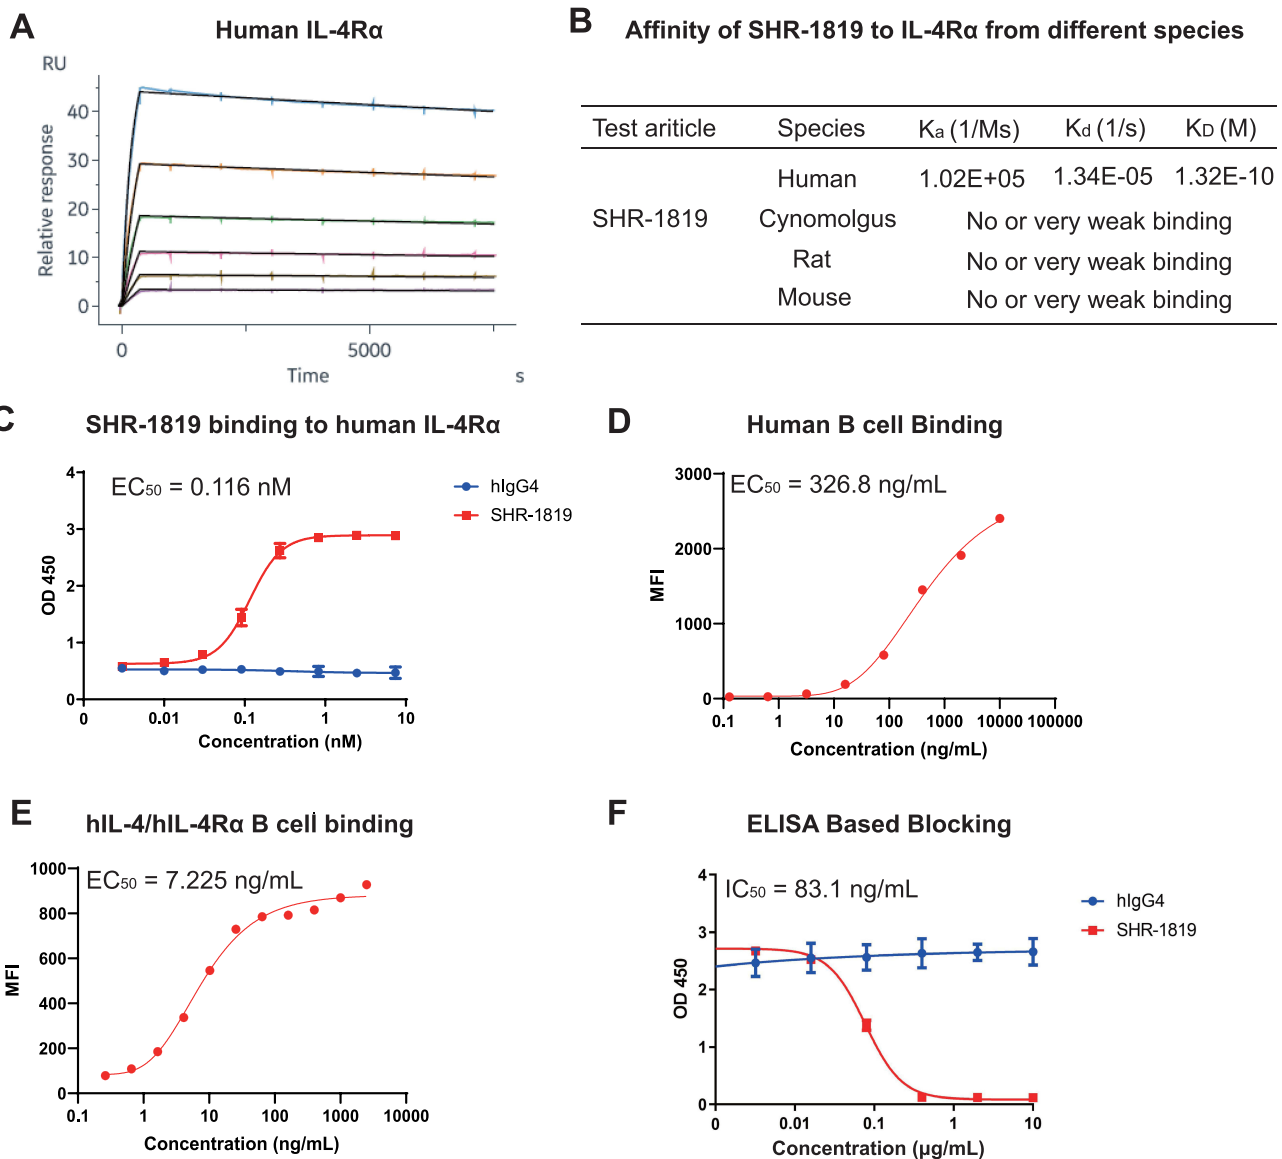 A
Human IL-4Rα
RU
Relative response
40
30
20
10
0
0
5000
Time
s
B
Affinity of SHR-1819 to IL-4Rα from different species
Test ariticle Species Ka (1/Ms) Kd (1/s) KD (M)
Human 1.02E+05 1.34E-05 1.32E-10
SHR-1819 Cynomolgus No or very weak binding
Rat No or very weak binding
Mouse No or very weak binding
C
SHR-1819 binding to human IL-4Rα
EC50 = 0.116 nM
hIgG4
SHR-1819
OD 450
4
3
2
1
0
0 0.01 0.1 1 10
Concentration (nM)
D
Human B cell Binding
EC50 = 326.8 ng/mL
MFI
3000
2000
1000
0
0.1 1 10 100 1000 10000 100000
Concentration (ng/mL)
E
hIL-4/hIL-4Rα B cell binding
EC50 = 7.225 ng/mL
MFI
1000
800
600
400
200
0
0.1 1 10 100 1000 10000
Concentration (ng/mL)
F
ELISA Based Blocking
IC50 = 83.1 ng/mL
hIgG4
SHR-1819
OD 450
4
3
2
1
0
0 0.01 0.1 1 10
Concentration (μg/mL)